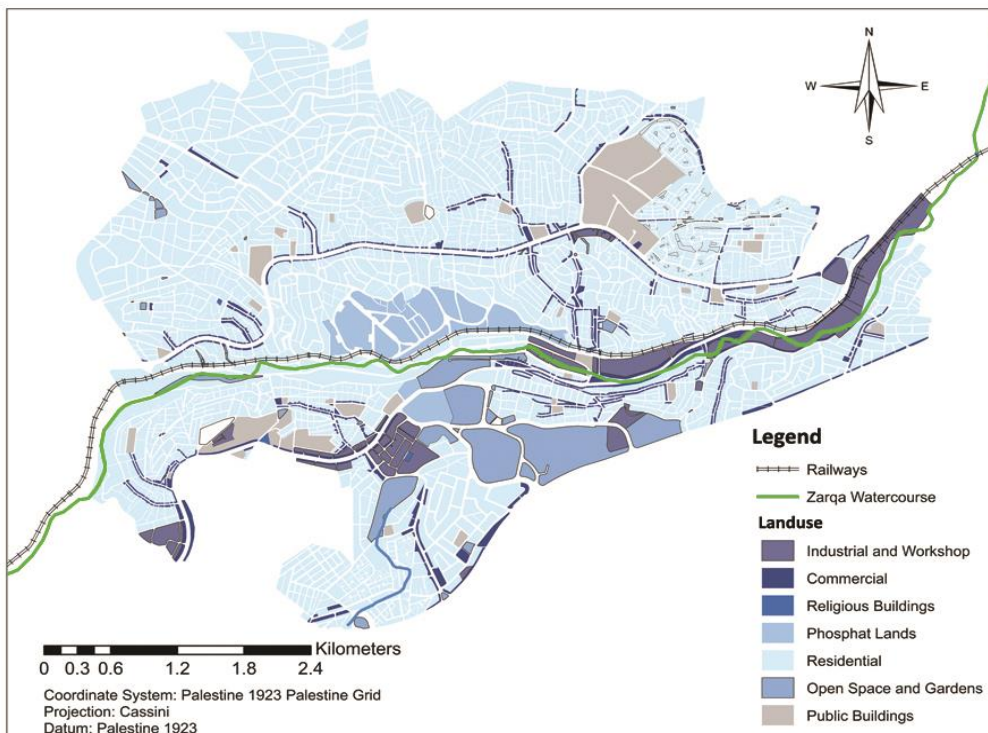 N
W E
S
Legend
Railways
Zarqa Watercourse
Landuse
Industrial and Workshop
Commercial
Religious Buildings
Phosphat Lands
Residential
Open Space and Gardens
Public Buildings
Kilometers
0 0.3 0.6 1.2 1.8 2.4
Coordinate System: Palestine 1923 Palestine Grid
Projection: Cassini
Datum: Palestine 1923